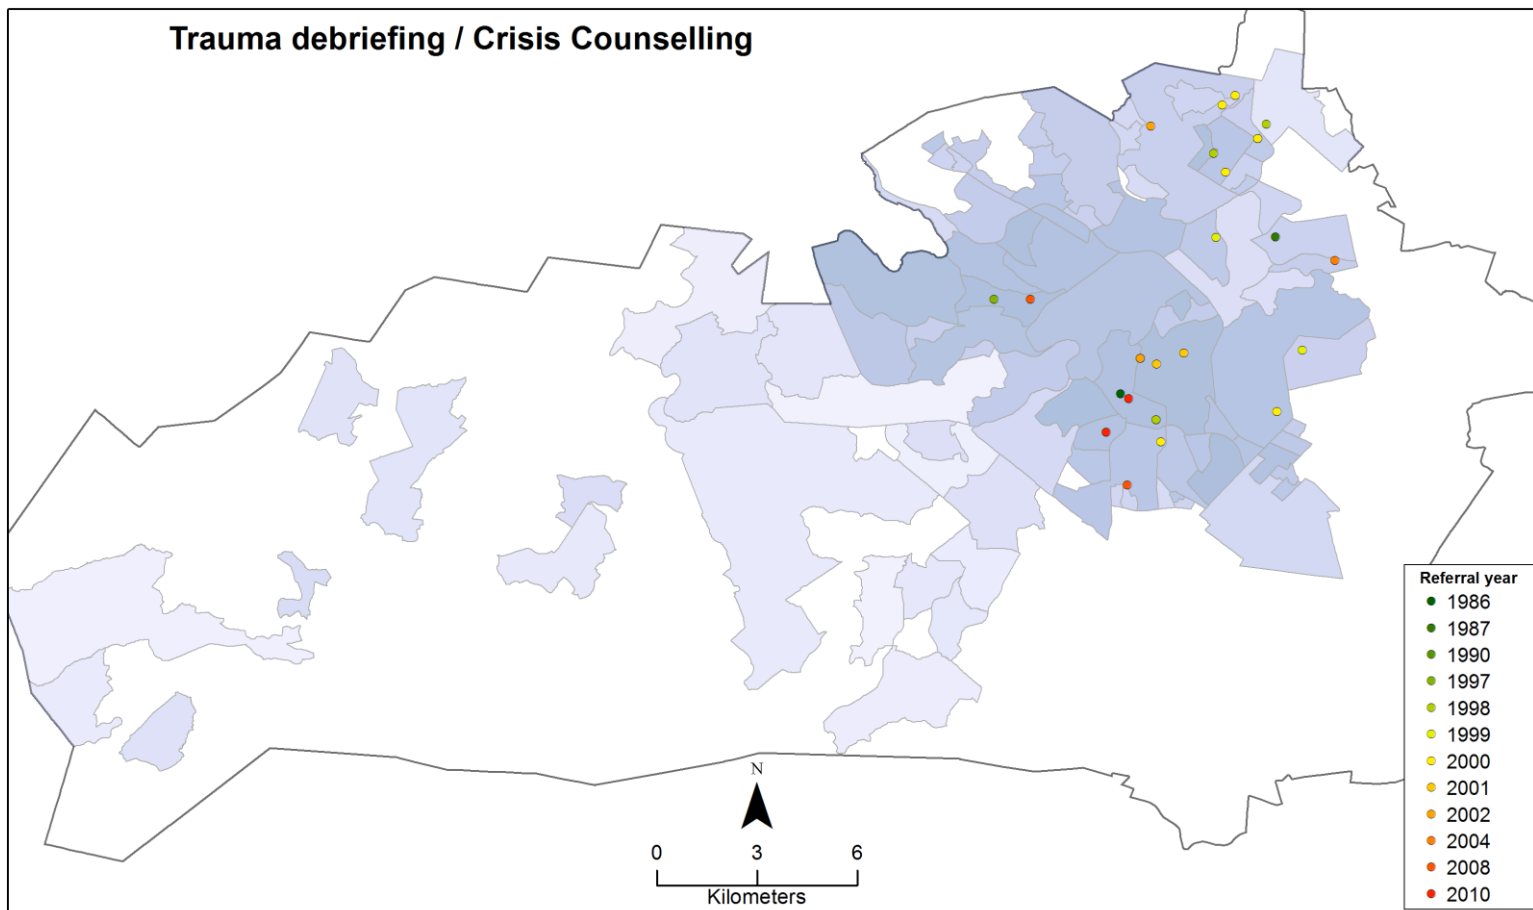 Trauma debriefing / Crisis Counselling
Referral year
1986
1987
1990
1997
1998
1999
2000
2001
2002
2004
2008
2010
N
0 3 6
Kilometers